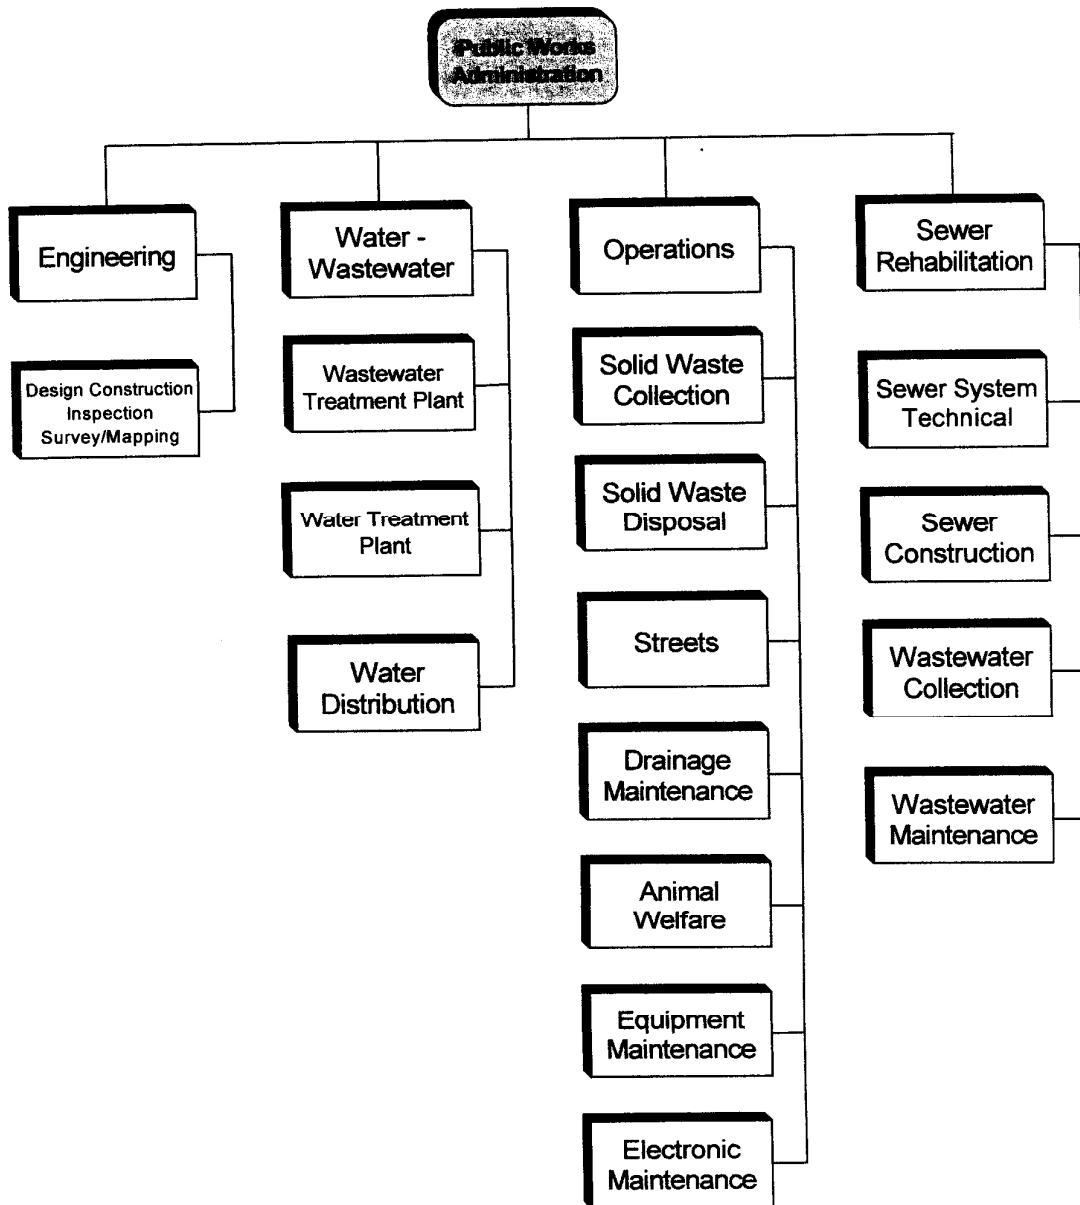 Public Works
Administration
Engineering
Design Construction
Inspection
Survey/Mapping
Water -
Wastewater
Wastewater
Treatment Plant
Water Treatment
Plant
Water
Distribution
Operations
Solid Waste
Collection
Solid Waste
Disposal
Streets
Drainage
Maintenance
Animal
Welfare
Equipment
Maintenance
Electronic
Maintenance
Sewer
Rehabilitation
Sewer System
Technical
Sewer
Construction
Wastewater
Collection
Wastewater
Maintenance